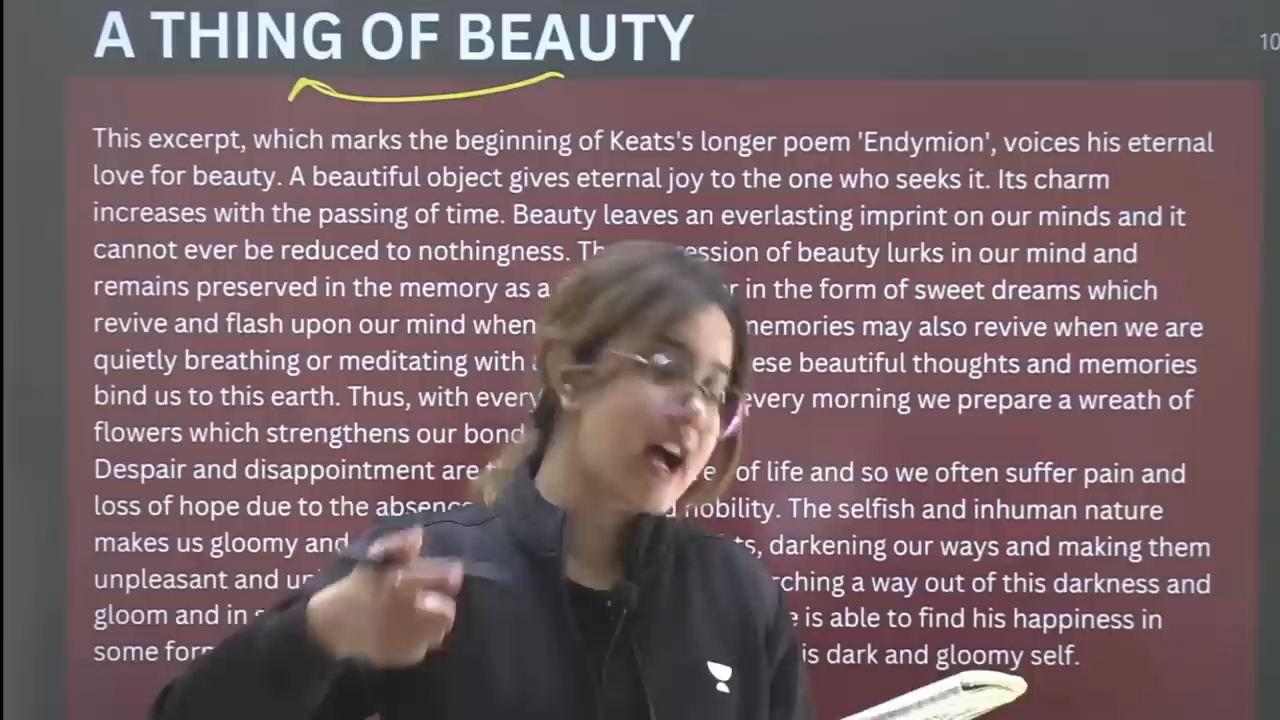 A THING OF BEAUTY
10
This excerpt, which marks the beginning of Keats's longer poem 'Endymion', voices his eternal
love for beauty. A beautiful object gives eternal joy to the one who seeks it. Its charm
increases with the passing of time. Beauty leaves an everlasting imprint on our minds and it
cannot ever be reduced to nothingness. of beauty lurks in our mind and
remains preserved in the memory as a in the form of sweet dreams which
revive and flash upon our mind when memories may also revive when we are
quietly breathing or meditating with beautiful thoughts and memories
bind us to this earth. Thus, with every every morning we prepare a wreath of
flowers which strengthens our bond
Despair and disappointment are of life and so we often suffer pain and
loss of hope due to the nobility. The selfish and inhuman nature
makes us gloomy and darkening our ways and making them
unpleasant and a way out of this darkness and
gloom and in is able to find his happiness in
some is dark and gloomy self.